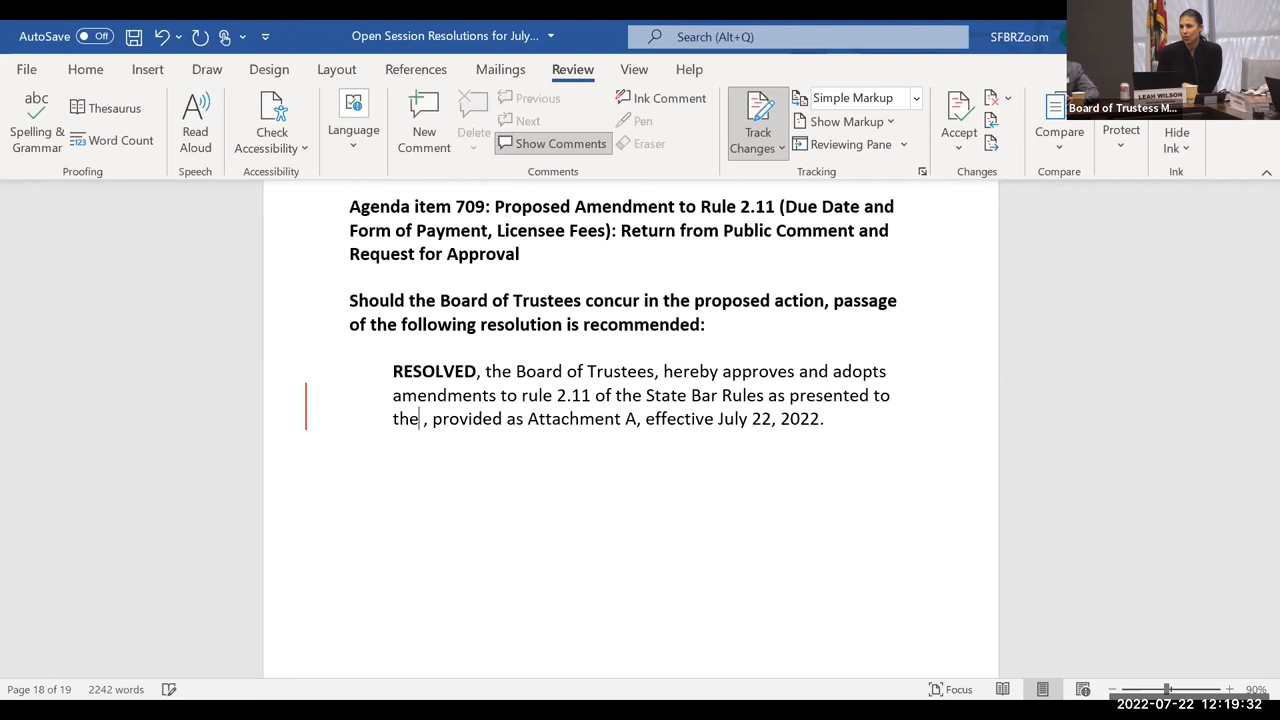 AutoSave Off Open Session Resolutions for July... Search (Alt+Q) SFBRZoom
File Home Insert Draw Design Layout References Mailings Review View Help
LEAH WILSON
Board of Trustess M...
abc Spelling & Grammar
Thesaurus
Word Count
Proofing
Read Aloud
Speech
Check Accessibility
Accessibility
Language
New Comment
Delete
Previous
Next
Show Comments
Ink Comment
Pen
Eraser
Comments
Track Changes
Simple Markup
Show Markup
Reviewing Pane
Tracking
Accept
Changes
Compare
Compare
Protect
Hide Ink
Ink
Agenda item 709: Proposed Amendment to Rule 2.11 (Due Date and
Form of Payment, Licensee Fees): Return from Public Comment and
Request for Approval
Should the Board of Trustees concur in the proposed action, passage
of the following resolution is recommended:
RESOLVED, the Board of Trustees, hereby approves and adopts
amendments to rule 2.11 of the State Bar Rules as presented to
the , provided as Attachment A, effective July 22, 2022.
Page 18 of 19 2242 words Focus 90%
2022-07-22 12:19:32